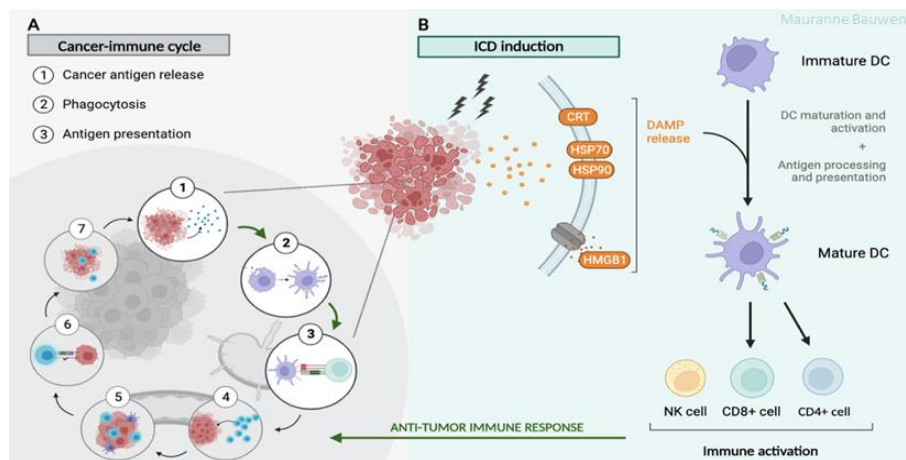 Mauranne Bauwen
A
Cancer-immune cycle
1 Cancer antigen release
2 Phagocytosis
3 Antigen presentation
1
2
3
4
5
6
7
B
ICD induction
CRT
HSP70
HSP90
HMGB1
DAMP
release
Immature DC
DC maturation and
activation
+
Antigen processing
and presentation
Mature DC
NK cell
CD8+ cell
CD4+ cell
Immune activation
ANTI-TUMOR IMMUNE RESPONSE